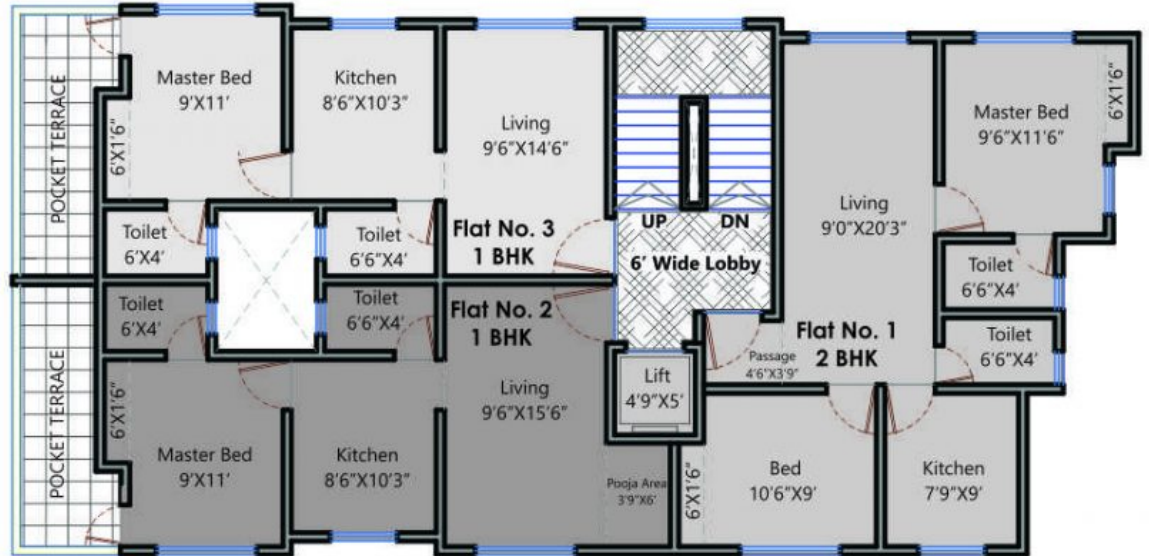 POCKET TERRACE
Master Bed
9'X11'
6'X1'6"
Kitchen
8'6"X10'3"
Living
9'6"X14'6"
Toilet
6'X4'
Toilet
6'6"X4'
Flat No. 3
1 BHK
UP
DN
6' Wide Lobby
Living
9'0"X20'3"
Master Bed
9'6"X11'6"
6'X1'6"
Toilet
6'6"X4'
Toilet
6'6"X4'
Flat No. 1
2 BHK
Passage
4'6"X3'9"
Lift
4'9"X5'
Bed
10'6"X9'
6'X1'6"
Kitchen
7'9"X9'
POCKET TERRACE
Toilet
6'X4'
Toilet
6'6"X4'
Flat No. 2
1 BHK
Living
9'6"X15'6"
6'X1'6"
Master Bed
9'X11'
Kitchen
8'6"X10'3"
Pooja Area
3'9"X6'